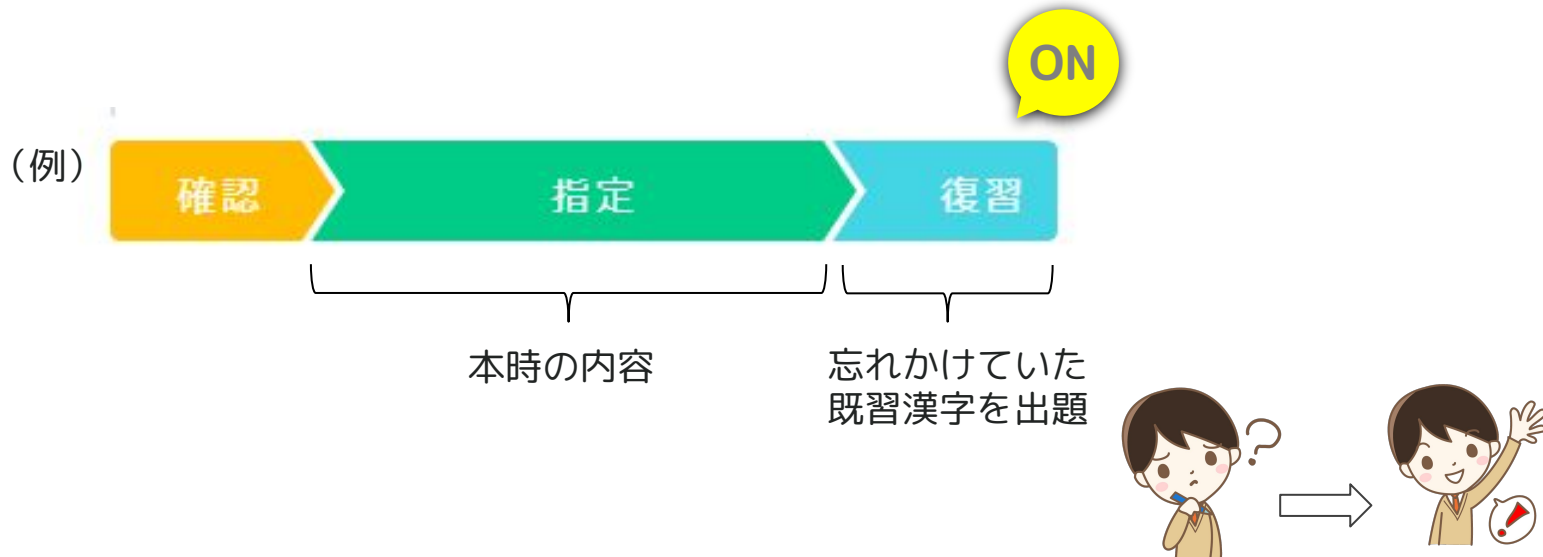 ON
(例)
確認
指定
復習
本時の内容
忘れかけていた
既習漢字を出題
?
!